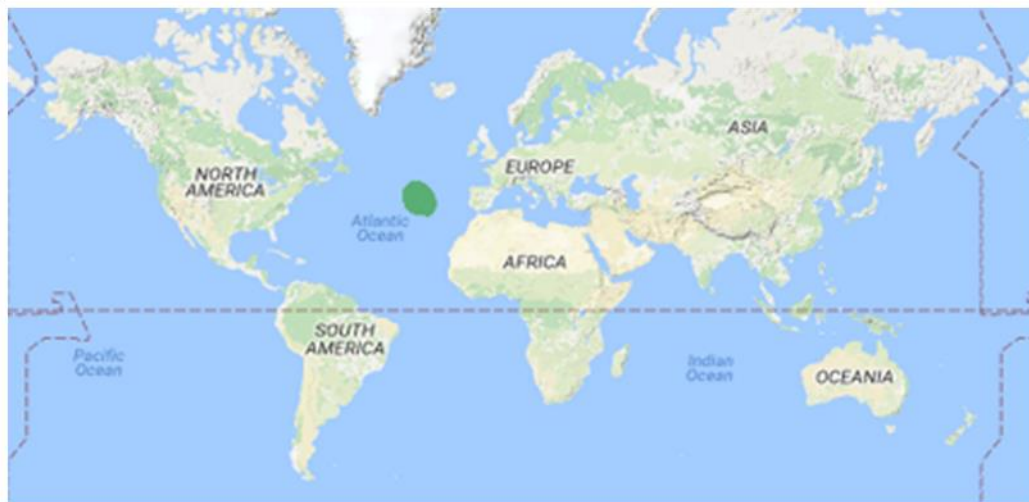 ASIA
EUROPE
NORTH
AMERICA
Atlantic
Ocean
AFRICA
SOUTH
AMERICA
Pacific
Ocean
Indian
Ocean
OCEANIA